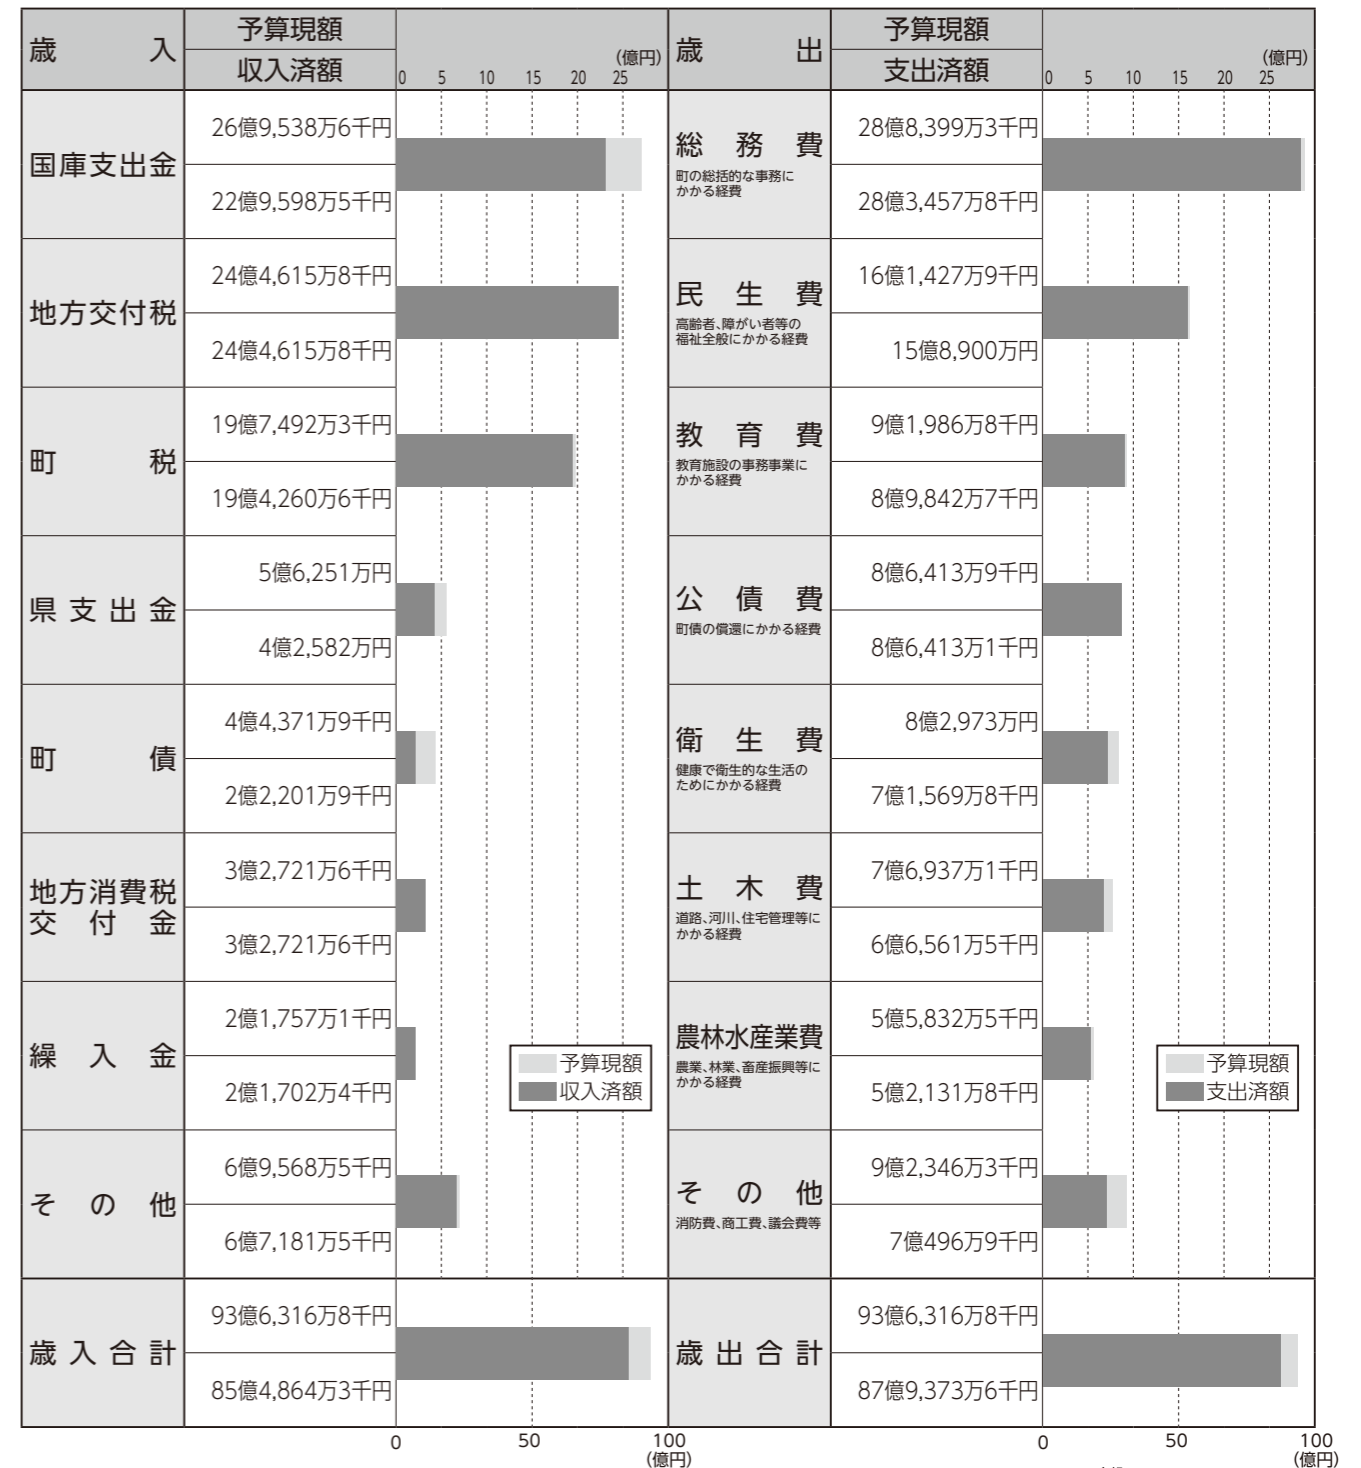 歳入
予算現額
収入済額
(億円)
0 5 10 15 20 25
国庫支出金
26億9,538万6千円
22億9,598万5千円
地方交付税
24億4,615万8千円
24億4,615万8千円
町税
19億7,492万3千円
19億4,260万6千円
県支出金
5億6,251万円
4億2,582万円
町債
4億4,371万9千円
2億2,201万9千円
地方消費税
交付金
3億2,721万6千円
3億2,721万6千円
繰入金
2億1,757万1千円
2億1,702万4千円
予算現額
収入済額
その他
6億9,568万5千円
6億7,181万5千円
歳入合計
93億6,316万8千円
85億4,864万3千円
0 50 100
(億円)
歳出
予算現額
支出済額
(億円)
0 5 10 15 20 25
総務費
町の総括的な事務に
かかる経費
28億8,399万3千円
28億3,457万8千円
民生費
高齢者、障がい者等の
福祉全般にかかる経費
16億1,427万9千円
15億8,900万円
教育費
教育施設の事務事業に
かかる経費
9億1,986万8千円
8億9,842万7千円
公債費
町債の償還にかかる経費
8億6,413万9千円
8億6,413万1千円
衛生費
健康で衛生的な生活の
ためにかかる経費
8億2,973万円
7億1,569万8千円
土木費
道路、河川、住宅管理等に
かかる経費
7億6,937万1千円
6億6,561万5千円
農林水産業費
農業、林業、畜産振興等に
かかる経費
5億5,832万5千円
5億2,131万8千円
予算現額
支出済額
その他
消防費、商工費、議会費等
9億2,346万3千円
7億496万9千円
歳出合計
93億6,316万8千円
87億9,373万6千円
0 50 100
(億円)